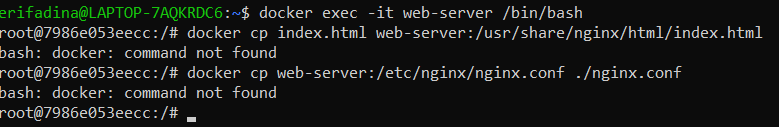 erifadina@LAPTOP-7AQKRDC6:~$ docker exec -it web-server /bin/bash
root@7986e053eecc:/# docker cp index.html web-server:/usr/share/nginx/html/index.html
bash: docker: command not found
root@7986e053eecc:/# docker cp web-server:/etc/nginx/nginx.conf ./nginx.conf
bash: docker: command not found
root@7986e053eecc:/#